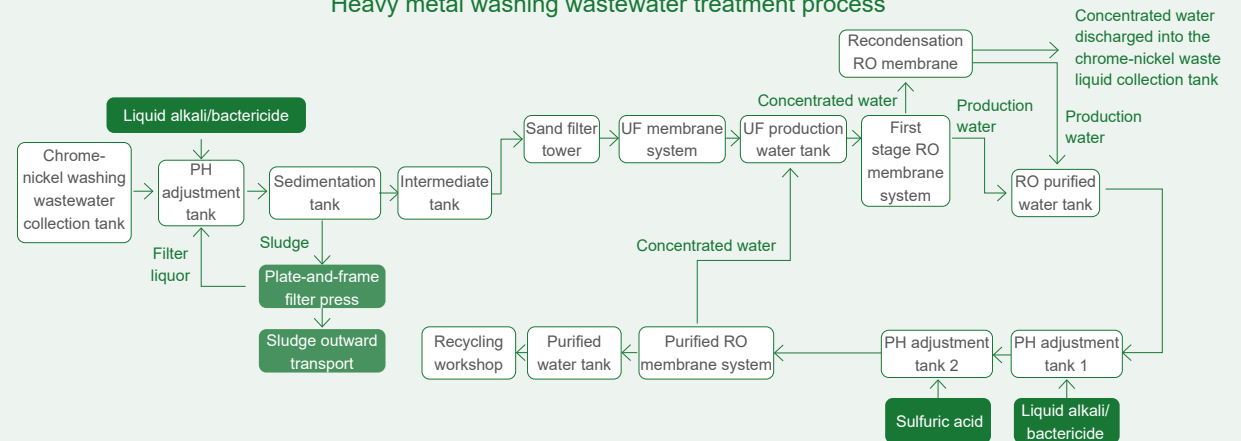 Heavy metal washing wastewater treatment process
Concentrated water
discharged into the
chrome-nickel waste
liquid collection tank
Recondensation
RO membrane
Concentrated water
Production
water
Production
water
Liquid alkali/bactericide
Chrome-
nickel washing
wastewater
collection tank
PH
adjustment
tank
Sedimentation
tank
Intermediate
tank
Sand filter
tower
UF membrane
system
UF production
water tank
First
stage RO
membrane
system
RO purified
water tank
Filter
liquor
Sludge
Concentrated water
Plate-and-frame
filter press
Sludge outward
transport
Recycling
workshop
Purified
water tank
Purified RO
membrane system
PH adjustment
tank 2
PH adjustment
tank 1
Sulfuric acid
Liquid alkali/
bactericide